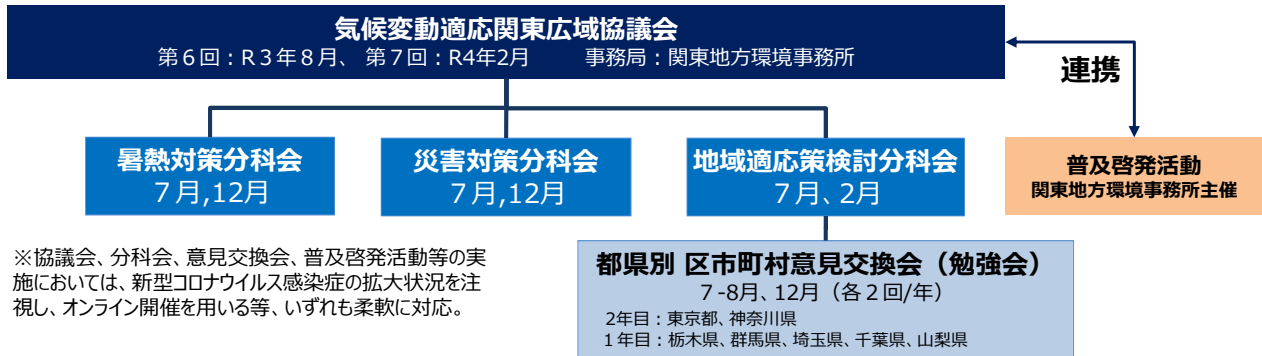 気候変動適応関東広域協議会
第６回：R３年８月、 第７回：R4年2月　　事務局：関東地方環境事務所
連携
暑熱対策分科会
７月,12月
災害対策分科会
７月,12月
地域適応策検討分科会
７月、2月
普及啓発活動
関東地方環境事務所主催
※協議会、分科会、意見交換会、普及啓発活動等の実
施においては、新型コロナウイルス感染症の拡大状況を注
視し、オンライン開催を用いる等、いずれも柔軟に対応。
都県別 区市町村意見交換会（勉強会）
７-8月、12月（各２回/年）
2年目：東京都、神奈川県
１年目：栃木県、群馬県、埼玉県、千葉県、山梨県